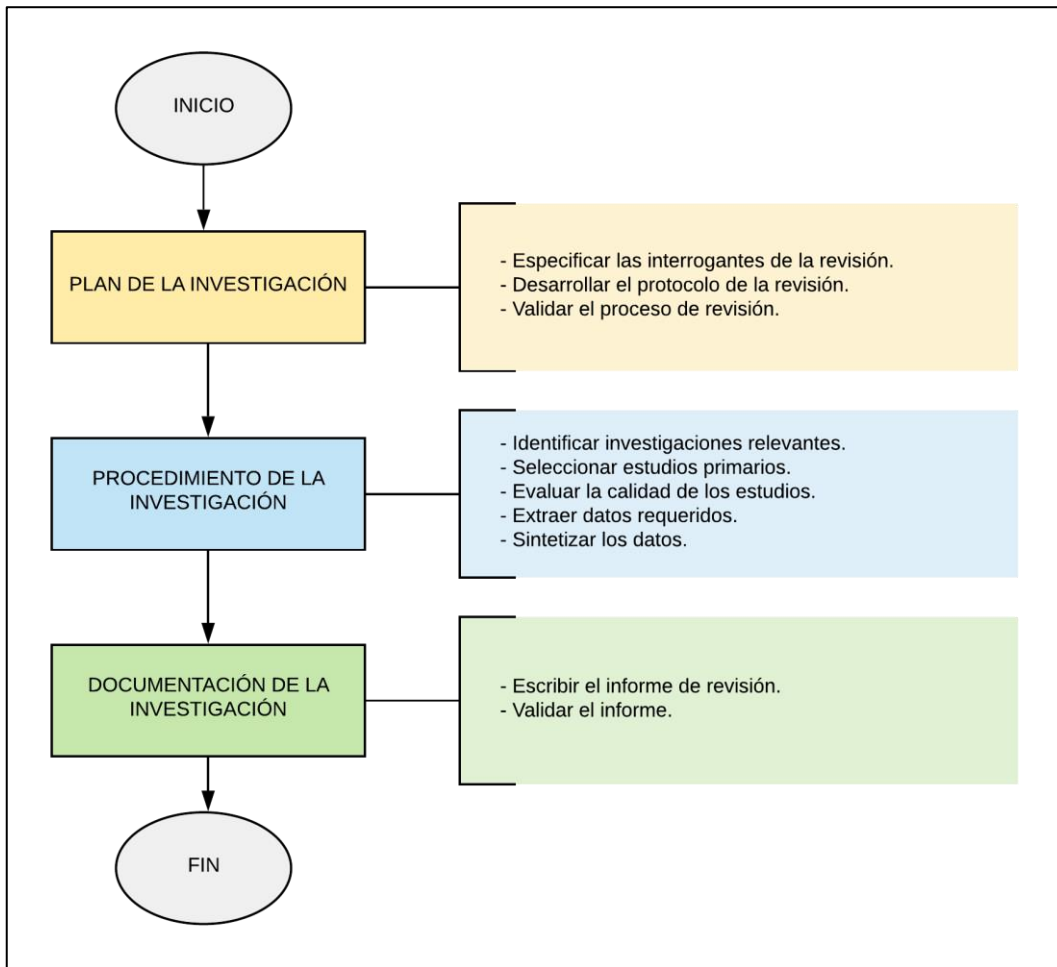 INICIO
PLAN DE LA INVESTIGACIÓN
- Especificar las interrogantes de la revisión.
- Desarrollar el protocolo de la revisión.
- Validar el proceso de revisión.
PROCEDIMIENTO DE LA
INVESTIGACIÓN
- Identificar investigaciones relevantes.
- Seleccionar estudios primarios.
- Evaluar la calidad de los estudios.
- Extraer datos requeridos.
- Sintetizar los datos.
DOCUMENTACIÓN DE LA
INVESTIGACIÓN
- Escribir el informe de revisión.
- Validar el informe.
FIN